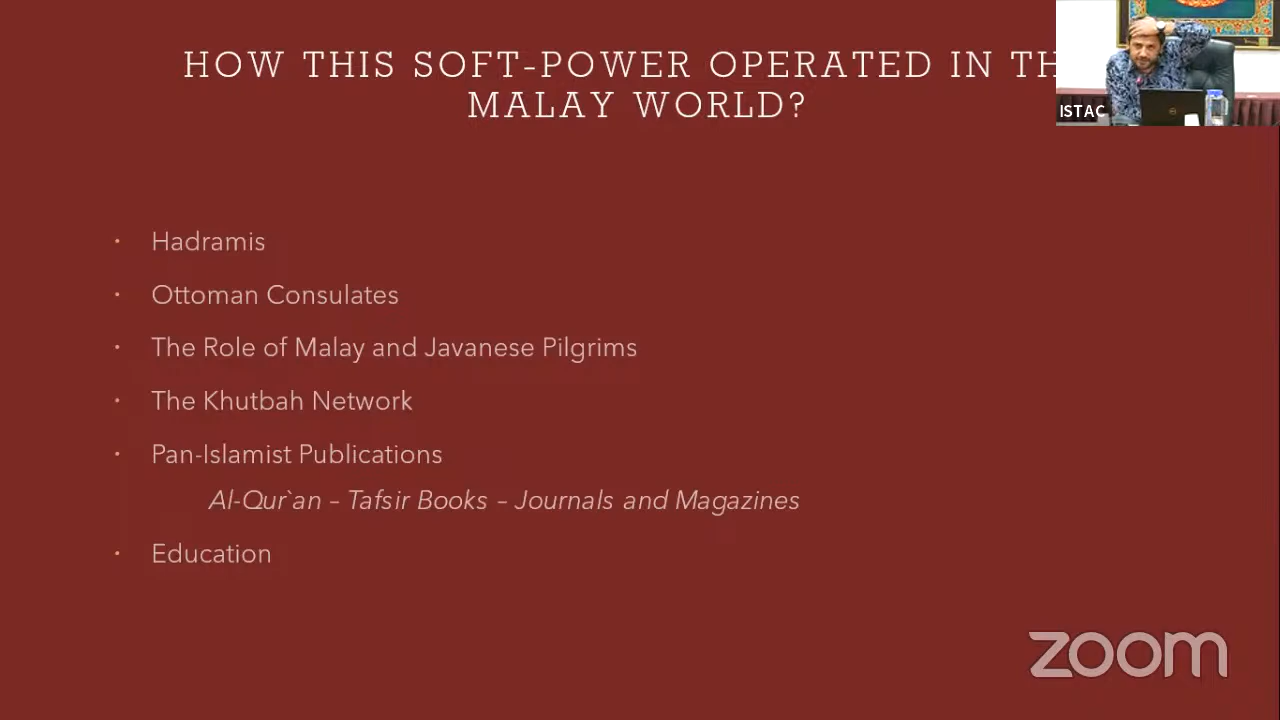 HOW THIS SOFT-POWER OPERATED IN TH
MALAY WORLD?
ISTAC
· Hadramis
· Ottoman Consulates
· The Role of Malay and Javanese Pilgrims
· The Khutbah Network
· Pan-Islamist Publications
Al-Qur`an – Tafsir Books – Journals and Magazines
· Education
zoom